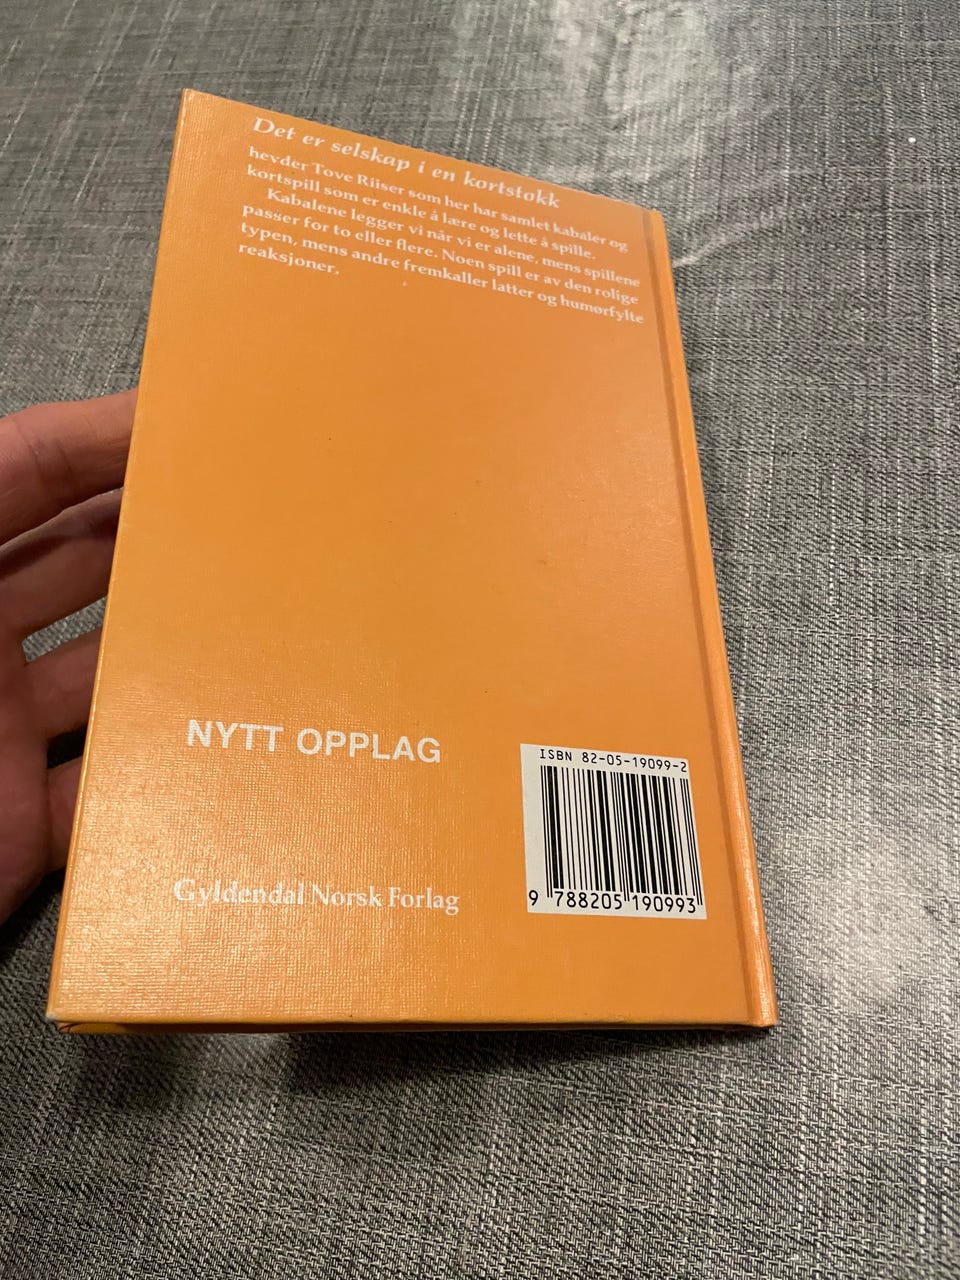 Det er selskap i en kortstokk
hevder Tove Riiser som her har samlet kabaler og
kortspill som er enkle å lære og lette å spille.
Kabalene legger vi når vi er alene, mens spillene
passer for to eller flere. Noen spill er av den rolige
typen, mens andre fremkaller latter og humørfylte
reaksjoner.
NYTT OPPLAG
ISBN 82-05-19099-2
9 788205 190993
Gyldendal Norsk Forlag